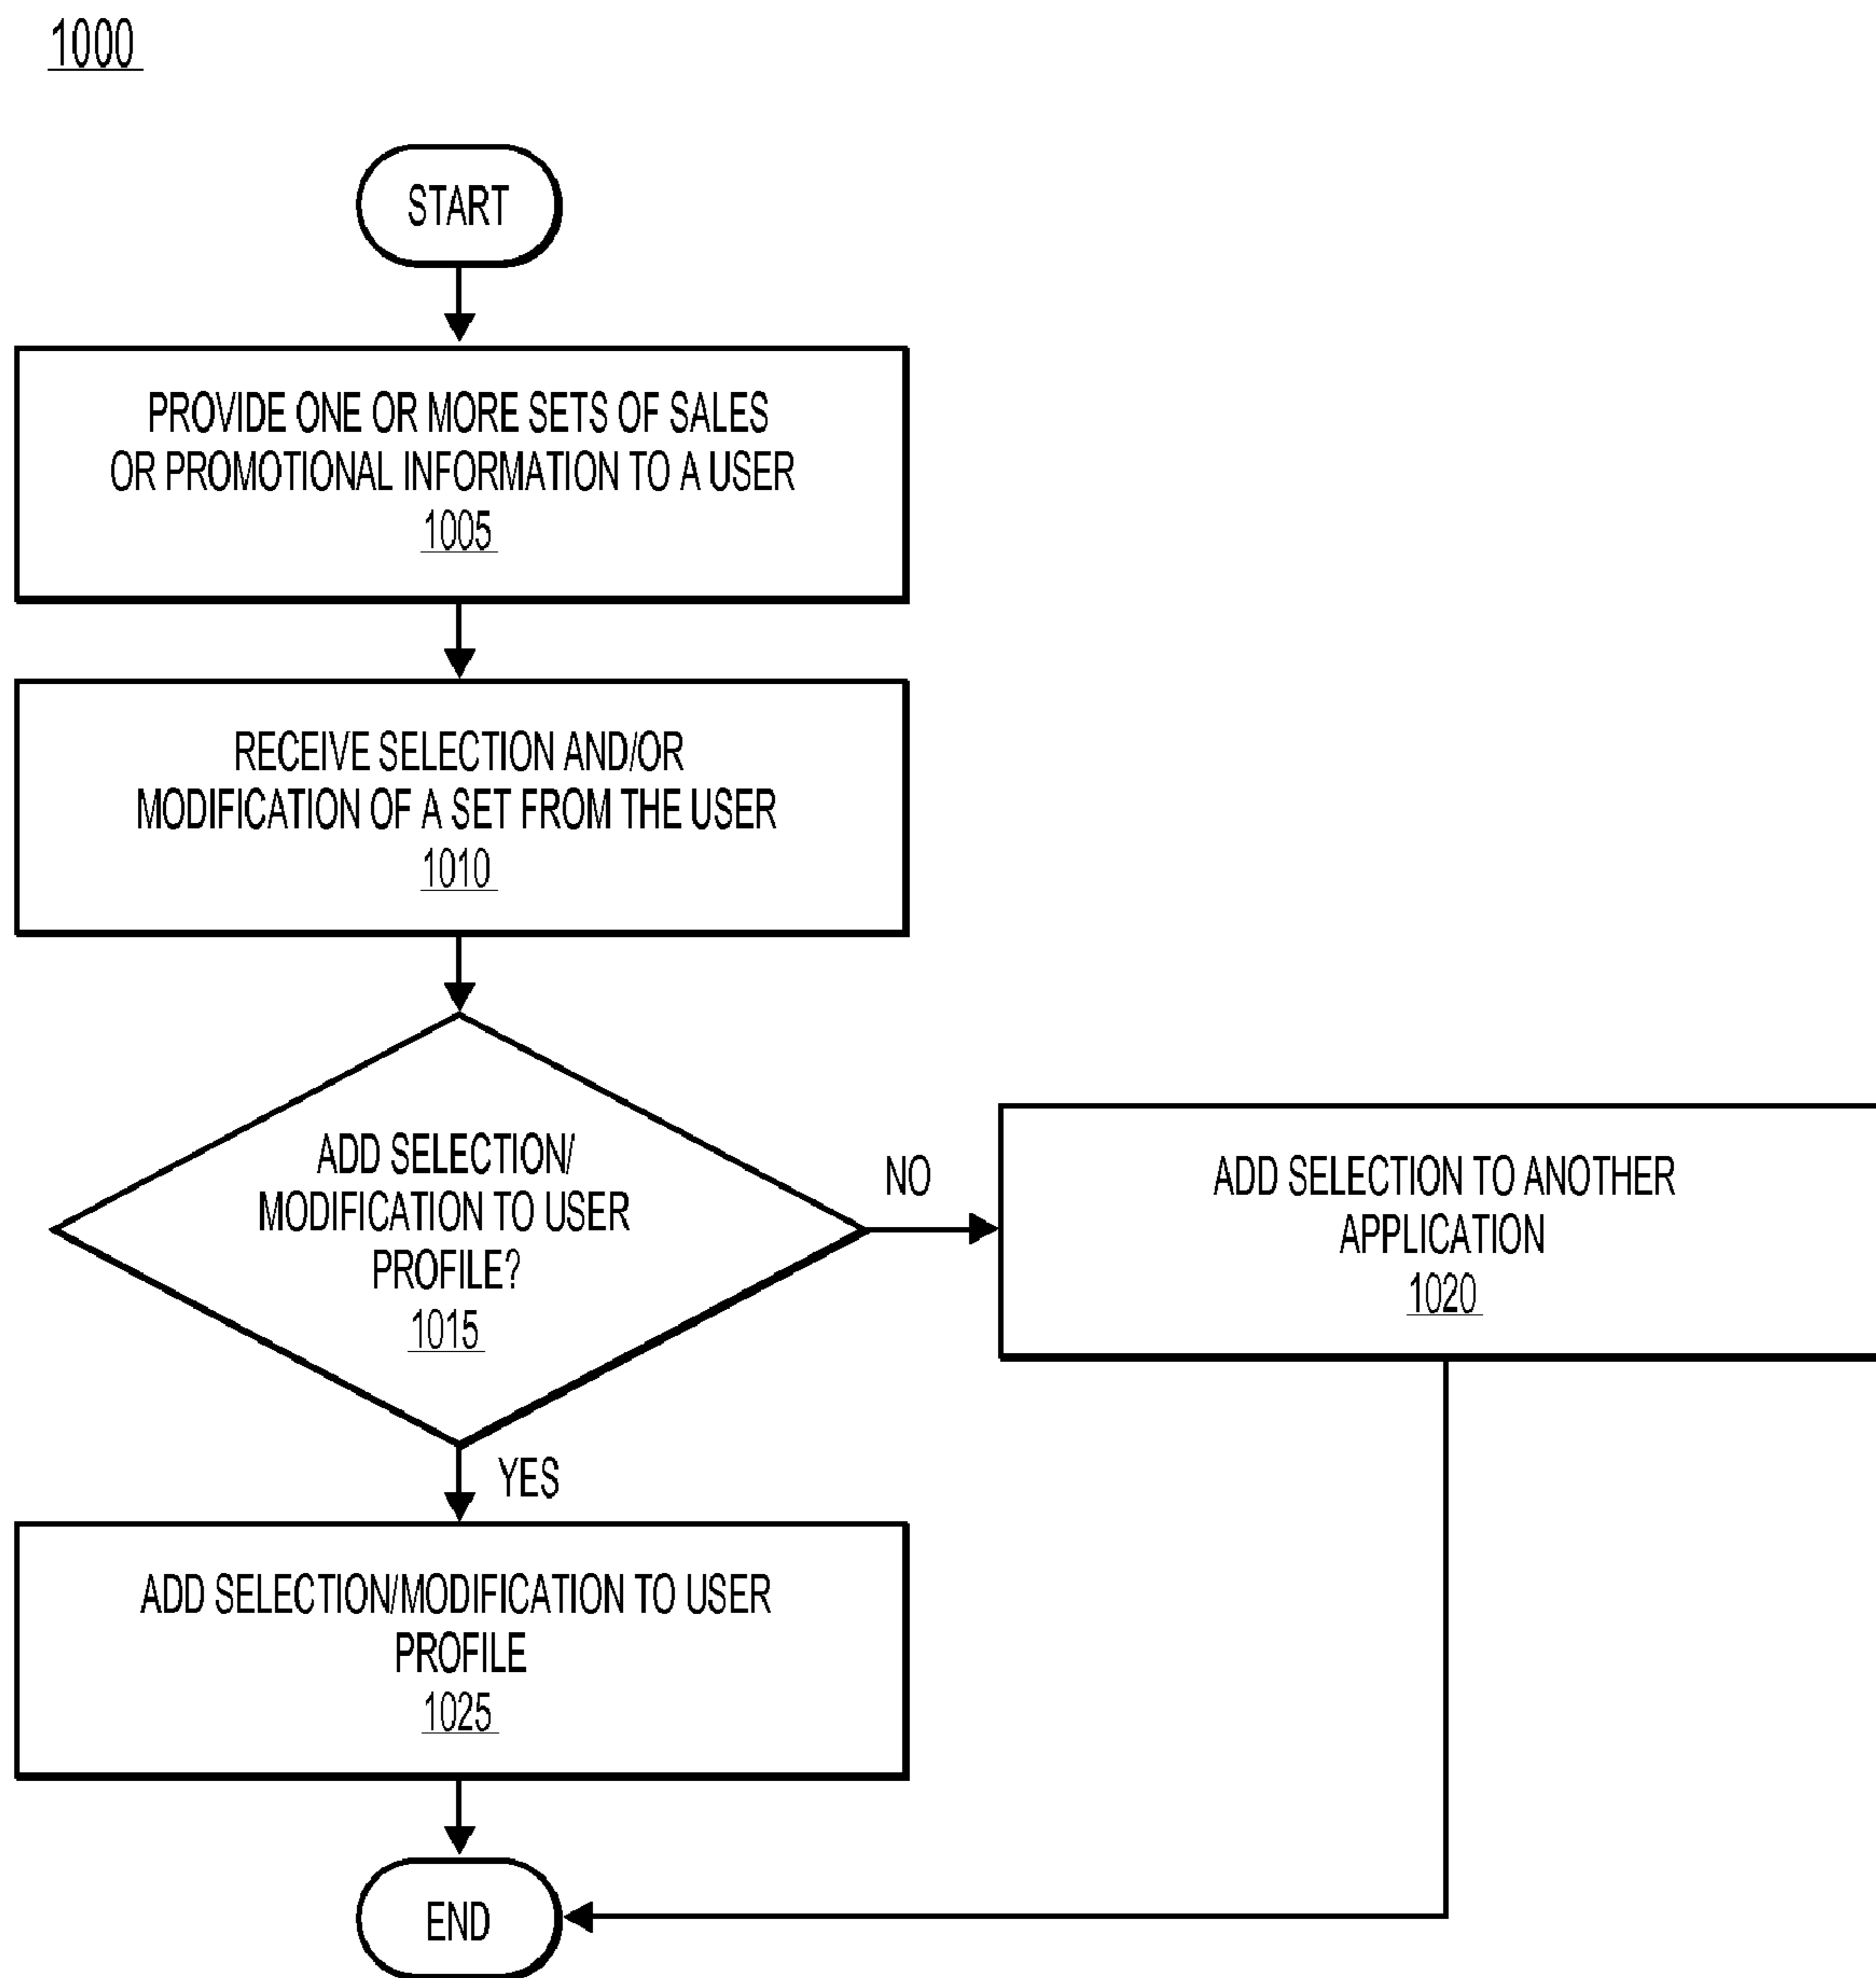 1000
START
PROVIDE ONE OR MORE SETS OF SALES
OR PROMOTIONAL INFORMATION TO A USER
1005
RECEIVE SELECTION AND/OR
MODIFICATION OF A SET FROM THE USER
1010
ADD SELECTION/
MODIFICATION TO USER
PROFILE?
1015
NO
ADD SELECTION TO ANOTHER
APPLICATION
1020
YES
ADD SELECTION/MODIFICATION TO USER
PROFILE
1025
END